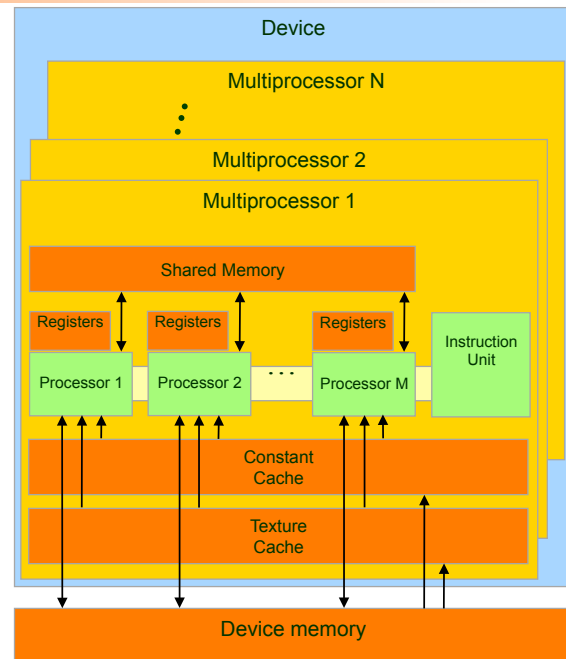 Device
Multiprocessor N
Multiprocessor 2
Multiprocessor 1
Shared Memory
Registers
Registers
Registers
Instruction
Unit
Processor 1
Processor 2
...
Processor M
Constant
Cache
Texture
Cache
Device memory